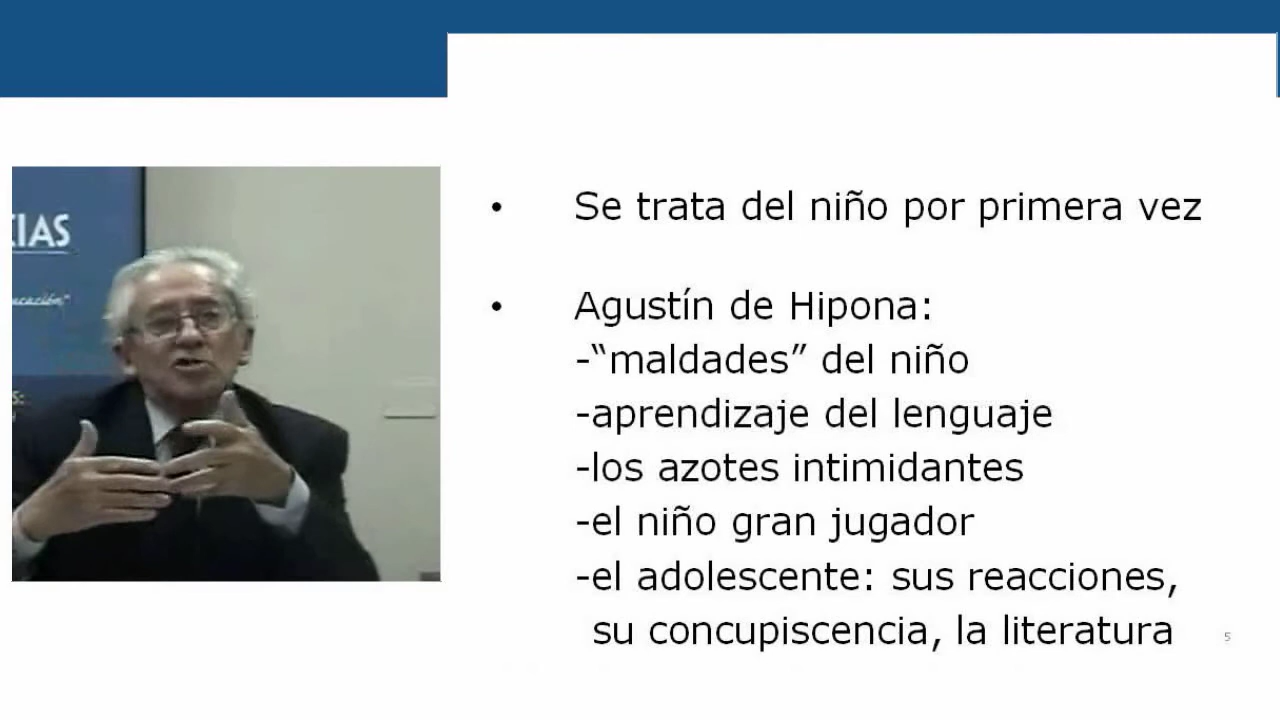 Se trata del niño por primera vez
Agustín de Hipona:
-“maldades” del niño
-aprendizaje del lenguaje
-los azotes intimidantes
-el niño gran jugador
-el adolescente: sus reacciones,
su concupiscencia, la literatura
5